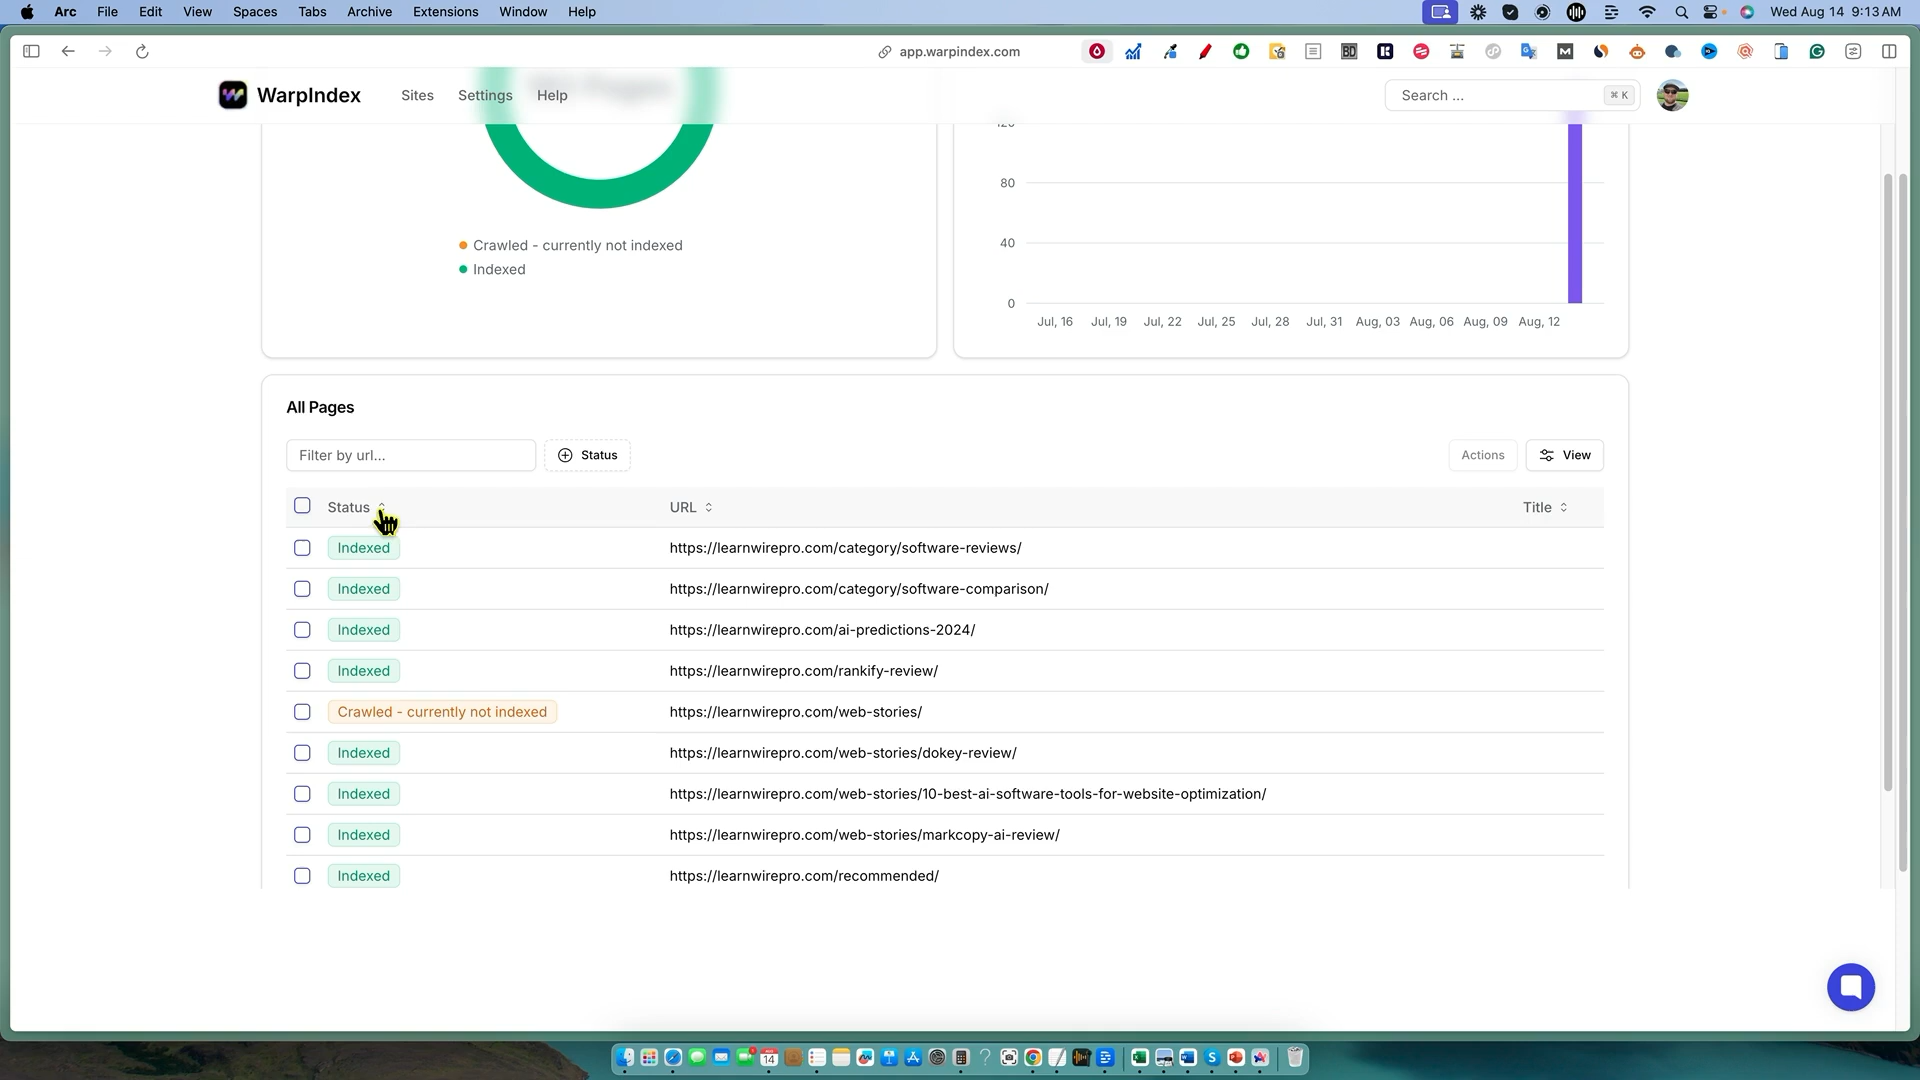 Arc File Edit View Spaces Tabs Archive Extensions Window Help
Wed Aug 14 9:13 AM
app.warpindex.com
WarpIndex Sites Settings Help
Search ... ⌘ K
Crawled - currently not indexed
Indexed
120
80
40
0
Jul, 16 Jul, 19 Jul, 22 Jul, 25 Jul, 28 Jul, 31 Aug, 03 Aug, 06 Aug, 09 Aug, 12
All Pages
Filter by url... Status Actions View
Status URL Title
Indexed https://learnwirepro.com/category/software-reviews/
Indexed https://learnwirepro.com/category/software-comparison/
Indexed https://learnwirepro.com/ai-predictions-2024/
Indexed https://learnwirepro.com/rankify-review/
Crawled - currently not indexed https://learnwirepro.com/web-stories/
Indexed https://learnwirepro.com/web-stories/dokey-review/
Indexed https://learnwirepro.com/web-stories/10-best-ai-software-tools-for-website-optimization/
Indexed https://learnwirepro.com/web-stories/markcopy-ai-review/
Indexed https://learnwirepro.com/recommended/